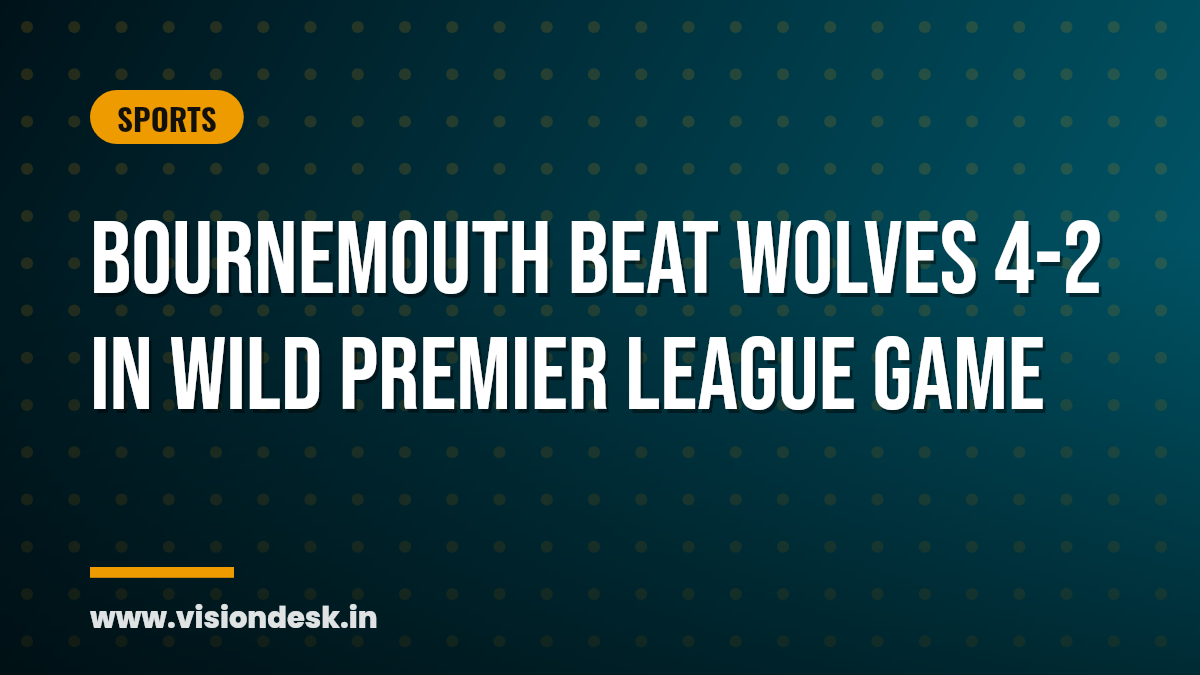 SPORTS
BOURNEMOUTH BEAT WOLVES 4-2
IN WILD PREMIER LEAGUE GAME
www.visiondesk.in